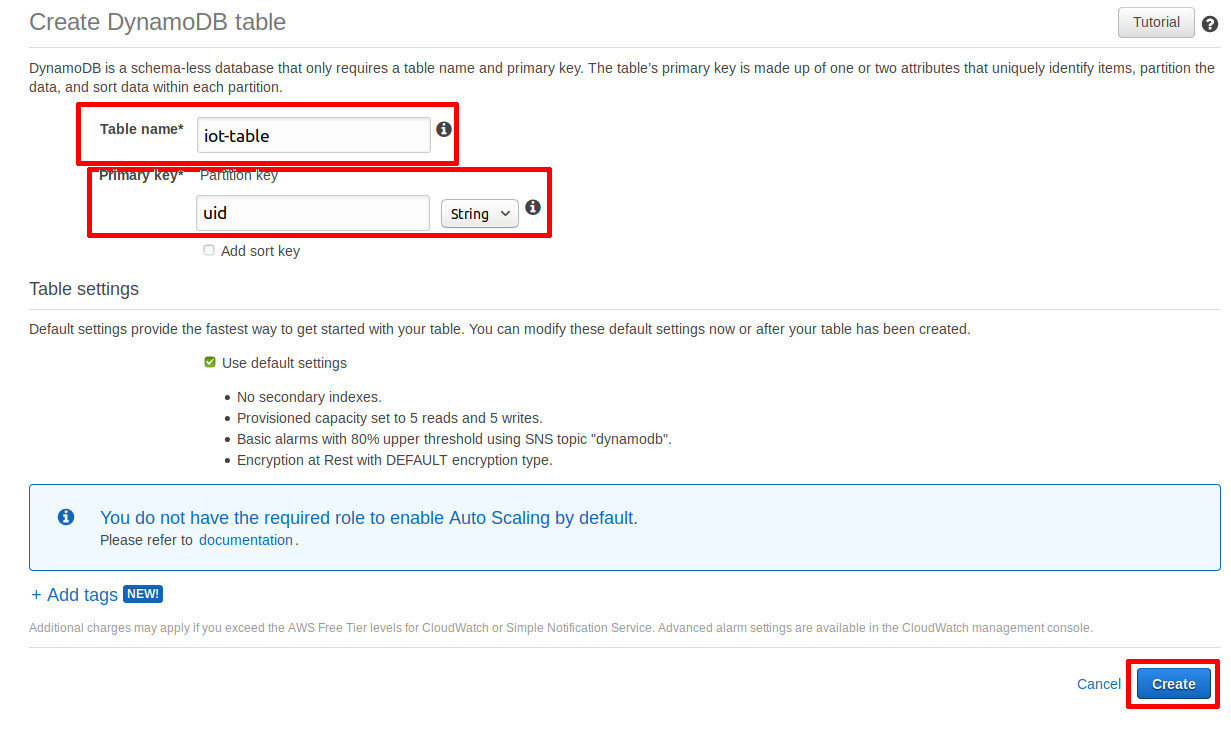 Create DynamoDB table
Tutorial
DynamoDB is a schema-less database that only requires a table name and primary key. The table's primary key is made up of one or two attributes that uniquely identify items, partition the
data, and sort data within each partition.
Table name* iot-table
Primary key* Partition key
uid String
Add sort key
Table settings
Default settings provide the fastest way to get started with your table. You can modify these default settings now or after your table has been created.
Use default settings
• No secondary indexes.
• Provisioned capacity set to 5 reads and 5 writes.
• Basic alarms with 80% upper threshold using SNS topic "dynamodb".
• Encryption at Rest with DEFAULT encryption type.
You do not have the required role to enable Auto Scaling by default.
Please refer to documentation.
+ Add tags NEW!
Additional charges may apply if you exceed the AWS Free Tier levels for CloudWatch or Simple Notification Service. Advanced alarm settings are available in the CloudWatch management console.
Cancel Create